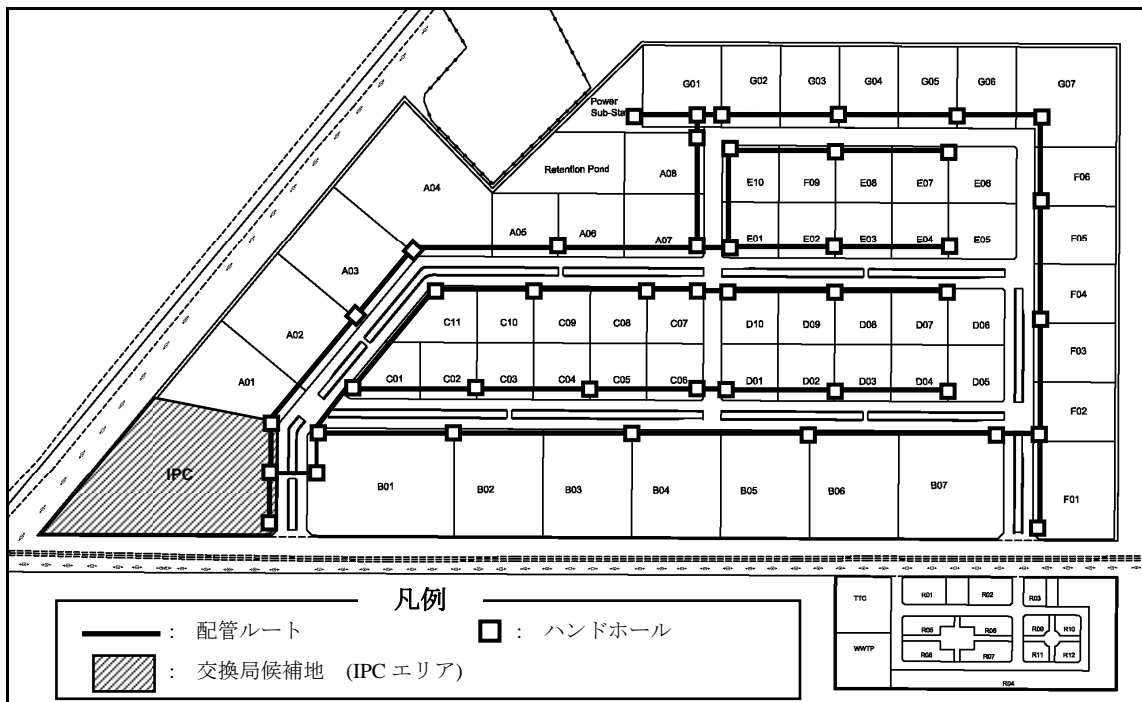 G01 G02 G03 G04 G05 G06 G07
Power
Sub-Sta
Retention Pond A08
A04
E10 F09 E08 E07 E06
F06
A05 A06 A07
E01 E02 E03 E04 E05
F05
A03
F04
A02
C11 C10 C09 C08 C07
D10 D09 D08 D07 D06
F03
A01
C01 C02 C03 C04 C05 C06
D01 D02 D03 D04 D05
F02
IPC
B01 B02 B03 B04 B05 B06 B07
F01
凡例
: 配管ルート
: ハンドホール
: 交換局候補地 (IPC エリア)
TTC
R01 R02 R03
R05 R06 R09 R10
WWTP
R08 R07 R11 R12
R04